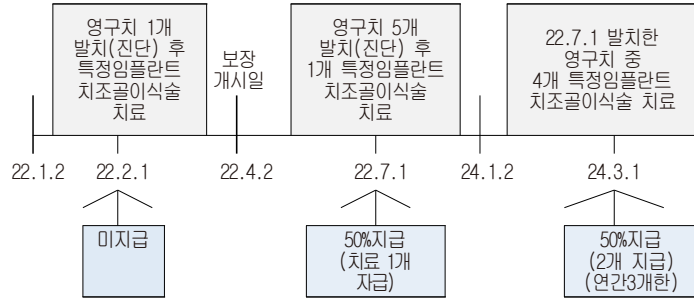 영구치 1개
발치(진단) 후
특정임플란트
치조골이식술
치료
보장
개시일
영구치 5개
발치(진단) 후
1개 특정임플란트
치조골이식술
치료
22.7.1 발치한
영구치 중
4개 특정임플란트
치조골이식술 치료
22.1.2
22.2.1
22.4.2
22.7.1
24.1.2
24.3.1
미지급
50%지급
(치료 1개
자급)
50%지급
(2개 지급)
(연간3개한)